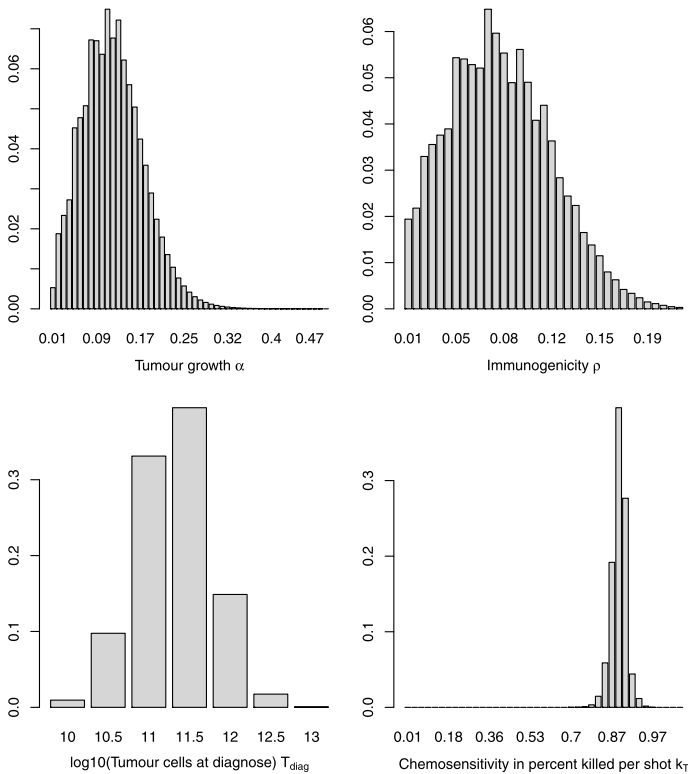 0.00 0.02 0.04 0.06
0.01 0.09 0.17 0.25 0.32 0.4 0.47
Tumour growth α
0.00 0.01 0.02 0.03 0.04 0.05 0.06
0.01 0.05 0.08 0.12 0.15 0.19
Immunogenicity ρ
0.0 0.1 0.2 0.3
10 10.5 11 11.5 12 12.5 13
log10(Tumour cells at diagnose) Tdiag
0.0 0.1 0.2 0.3
0.01 0.18 0.36 0.53 0.7 0.87 0.97
Chemosensitivity in percent killed per shot kT